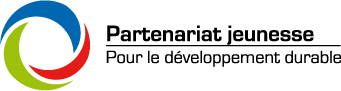 Partenariat jeunesse
Pour le développement durable